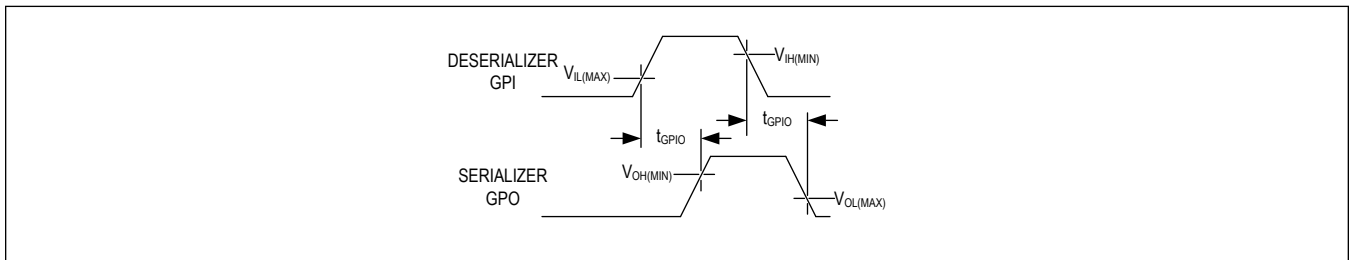 DESERIALIZER
GPI
VIL(MAX)
VIH(MIN)
tGPIO
tGPIO
SERIALIZER
GPO
VOH(MIN)
VOL(MAX)